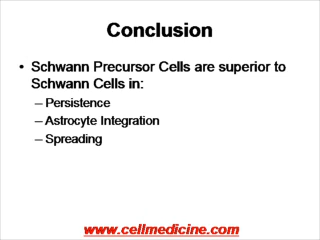 Conclusion
• Schwann Precursor Cells are superior to
Schwann Cells in:
– Persistence
– Astrocyte Integration
– Spreading
www.cellmedicine.com